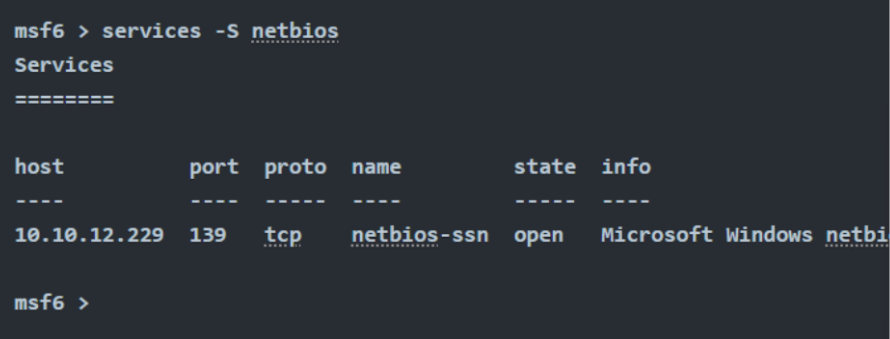 msf6 > services -S netbios
Services
========
host port proto name state info
---- ---- ----- ---- ----- ----
10.10.12.229 139 tcp netbios-ssn open Microsoft Windows netbi
msf6 >